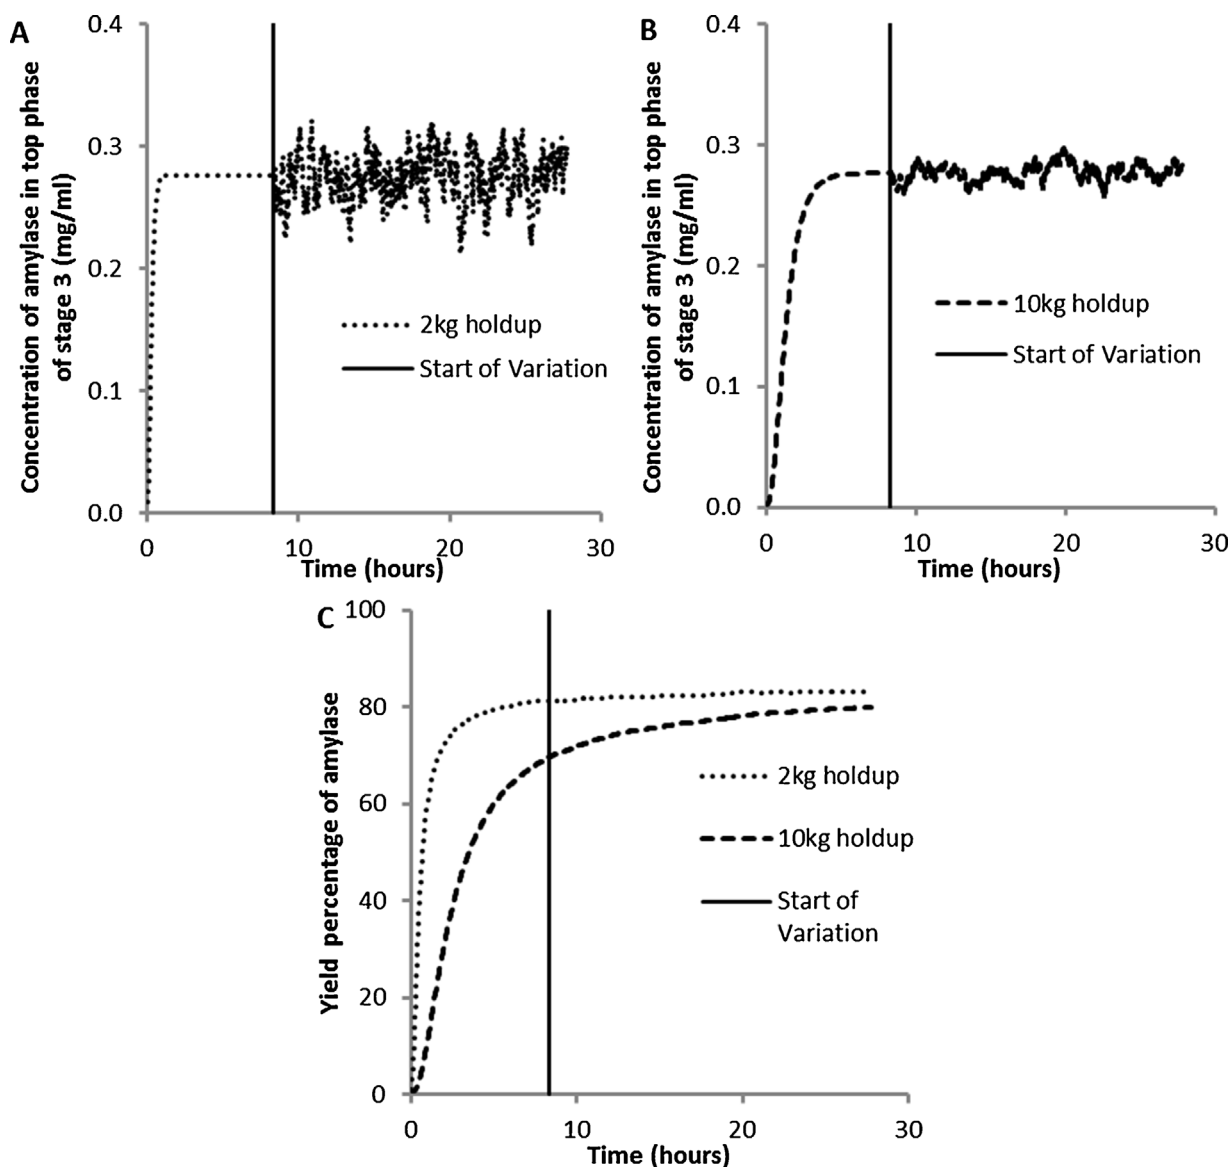 A
Concentration of amylase in top phase
of stage 3 (mg/ml)
0.4
0.3
0.2
0.1
0.0
2kg holdup
Start of Variation
0
10
20
30
Time (hours)
B
Concentration of amylase in top phase
of stage 3 (mg/ml)
0.4
0.3
0.2
0.1
0.0
10kg holdup
Start of Variation
0
10
20
30
Time (hours)
C
Yield percentage of amylase
100
80
60
40
20
0
2kg holdup
10kg holdup
Start of
Variation
0
10
20
30
Time (hours)